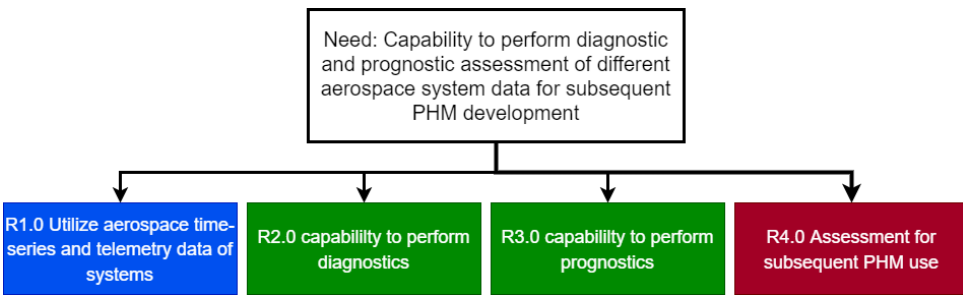 Need: Capability to perform diagnostic
and prognostic assessment of different
aerospace system data for subsequent
PHM development
R1.0 Utilize aerospace time-
series and telemetry data of
systems
R2.0 capabililty to perform
diagnostics
R3.0 capabililty to perform
prognostics
R4.0 Assessment for
subsequent PHM use